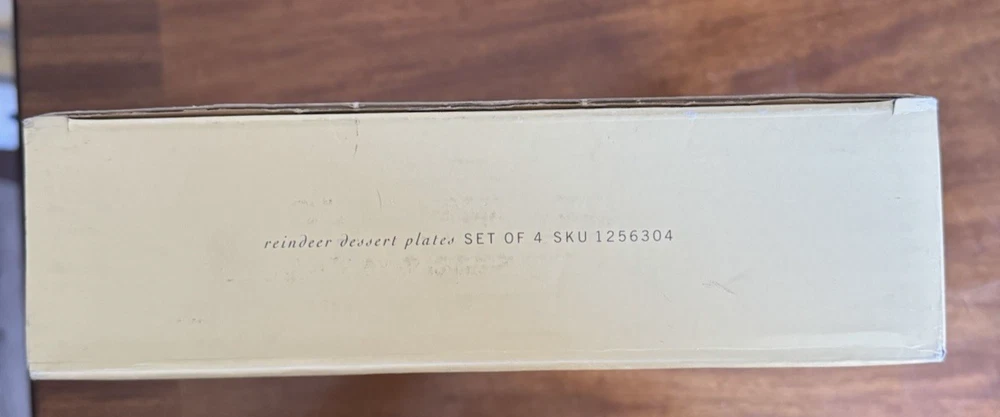 reindeer dessert plates SET OF 4 SKU 1256304